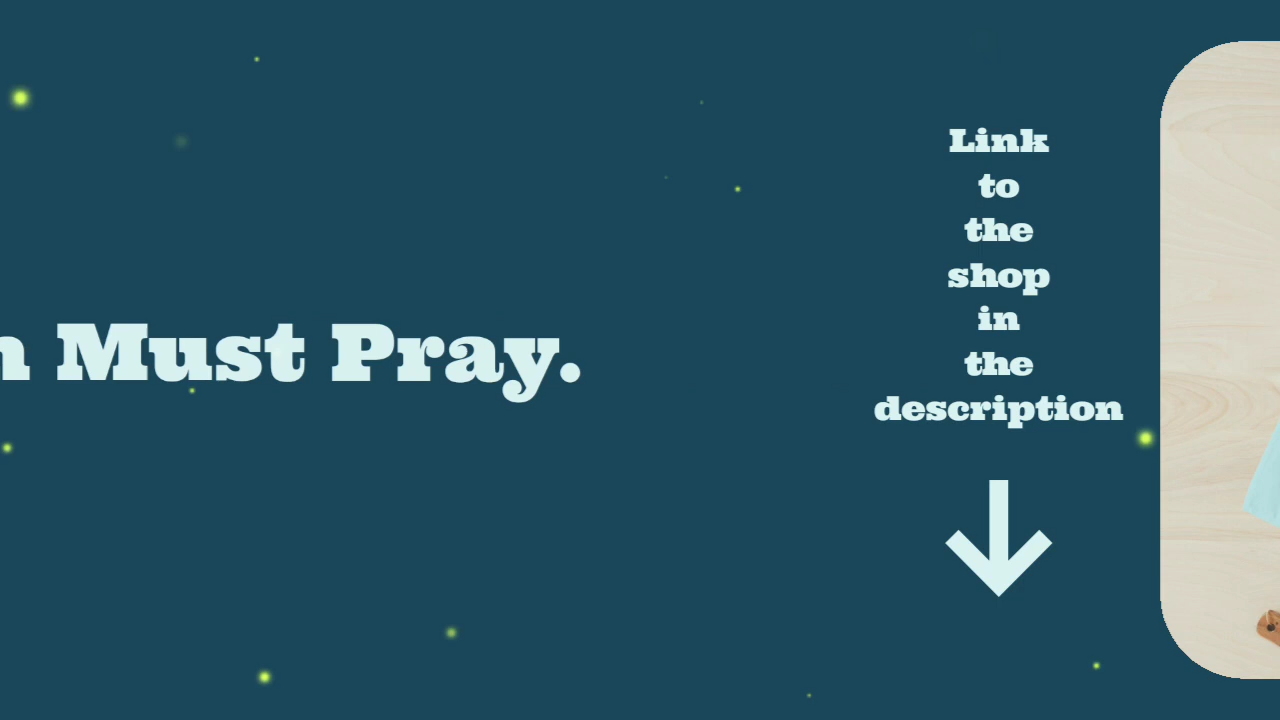 Must Pray.
Link
to
the
shop
in
the
description